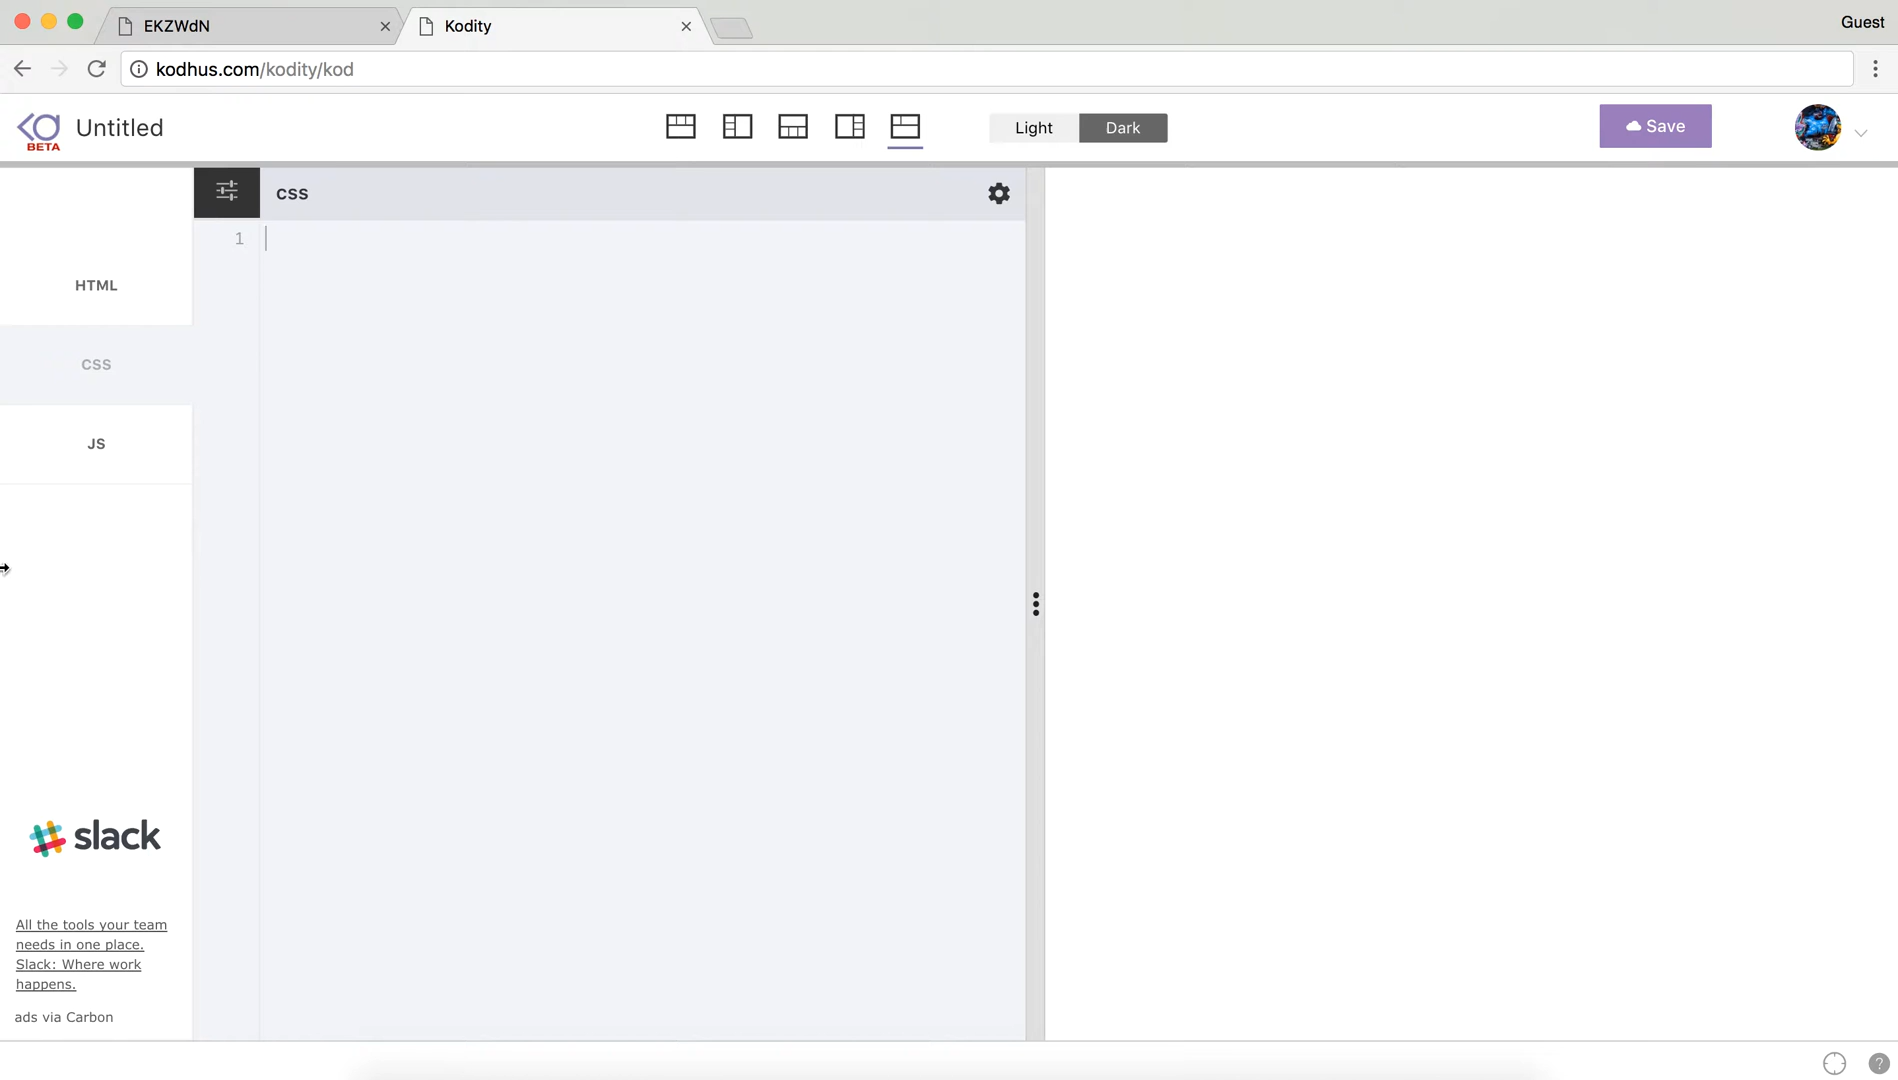 EKZWdN
Kodity
Guest
kodhus.com/kodity/kod
BETA
Untitled
Light
Dark
Save
CSS
1
HTML
CSS
JS
slack
All the tools your team
needs in one place.
Slack: Where work
happens.
ads via Carbon
?